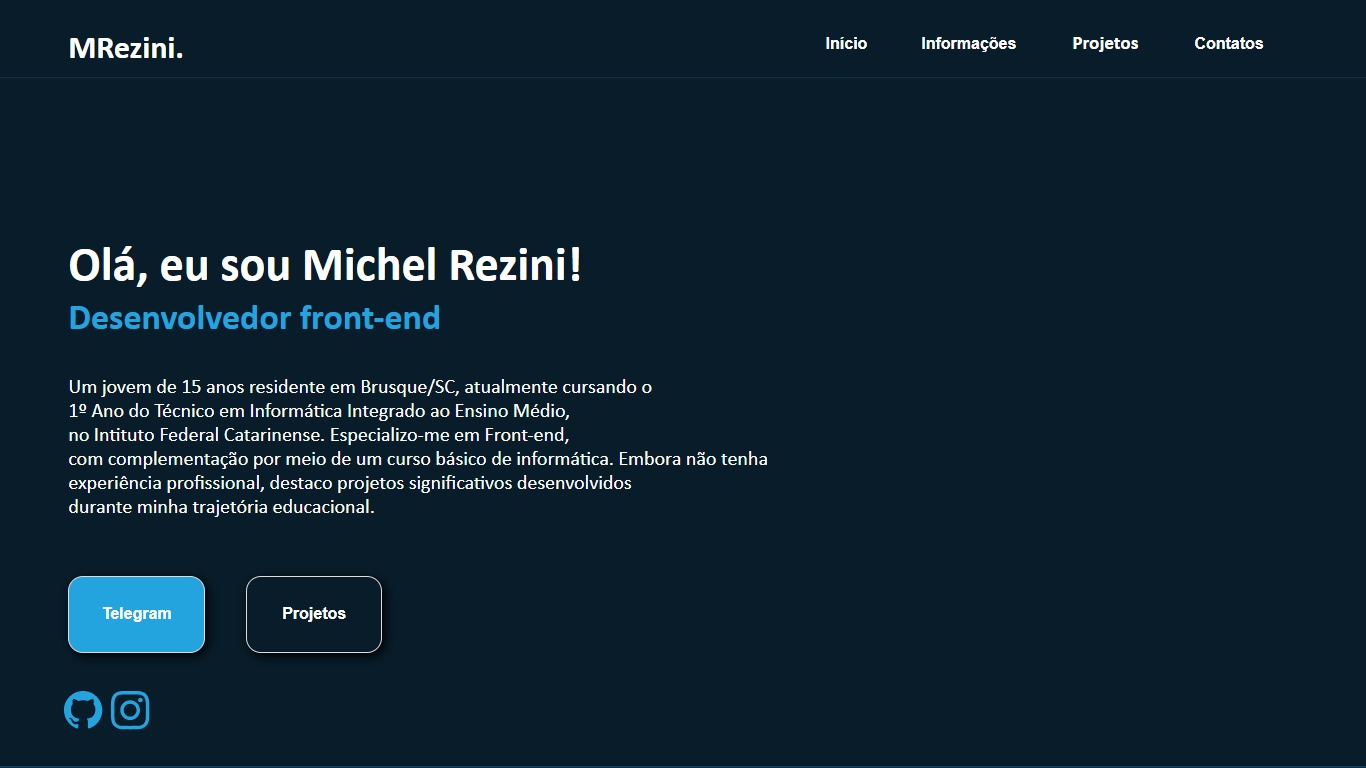 MRezini.
Início Informações Projetos Contatos
Olá, eu sou Michel Rezini!
Desenvolvedor front-end
Um jovem de 15 anos residente em Brusque/SC, atualmente cursando o
1º Ano do Técnico em Informática Integrado ao Ensino Médio,
no Intituto Federal Catarinense. Especializo-me em Front-end,
com complementação por meio de um curso básico de informática. Embora não tenha
experiência profissional, destaco projetos significativos desenvolvidos
durante minha trajetória educacional.
Telegram Projetos